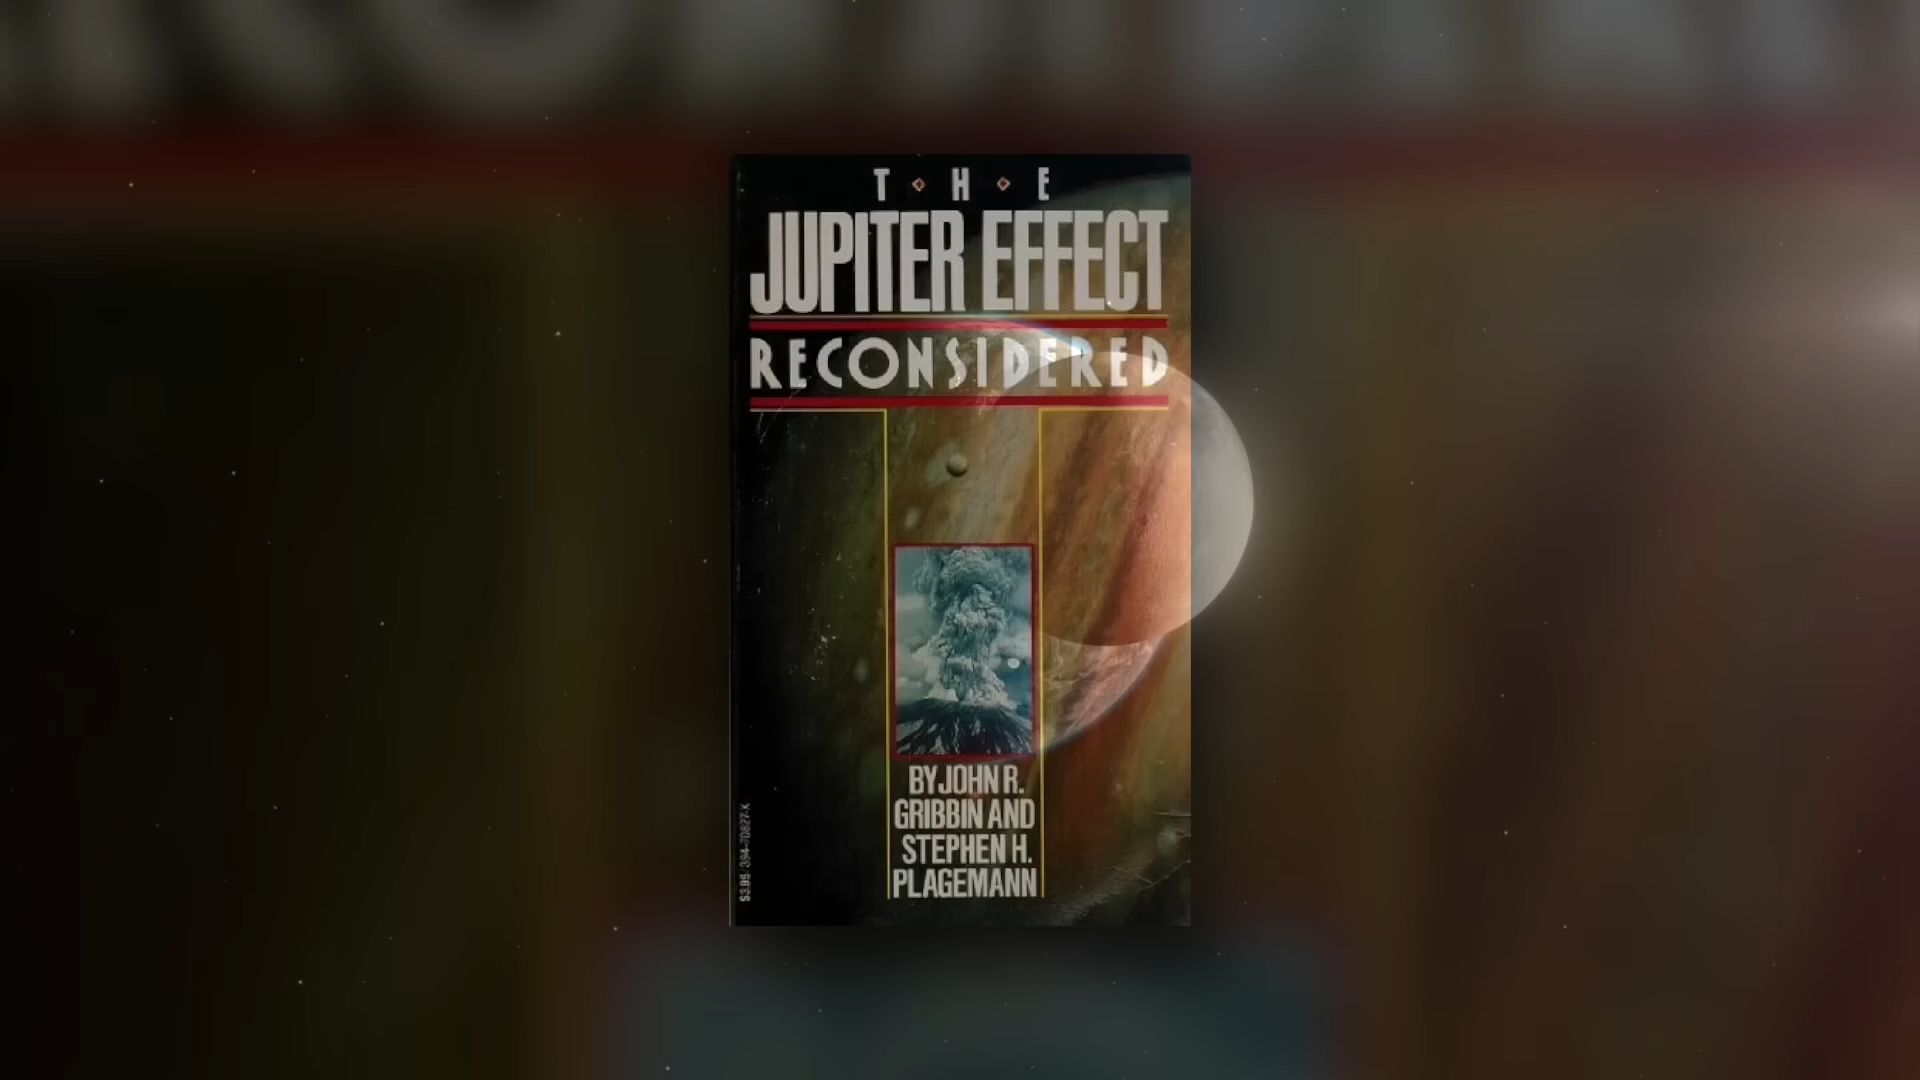 T H E
JUPITER EFFECT
RECONSIDERED
BY JOHN R.
GRIBBIN AND
STEPHEN H.
PLAGEMANN